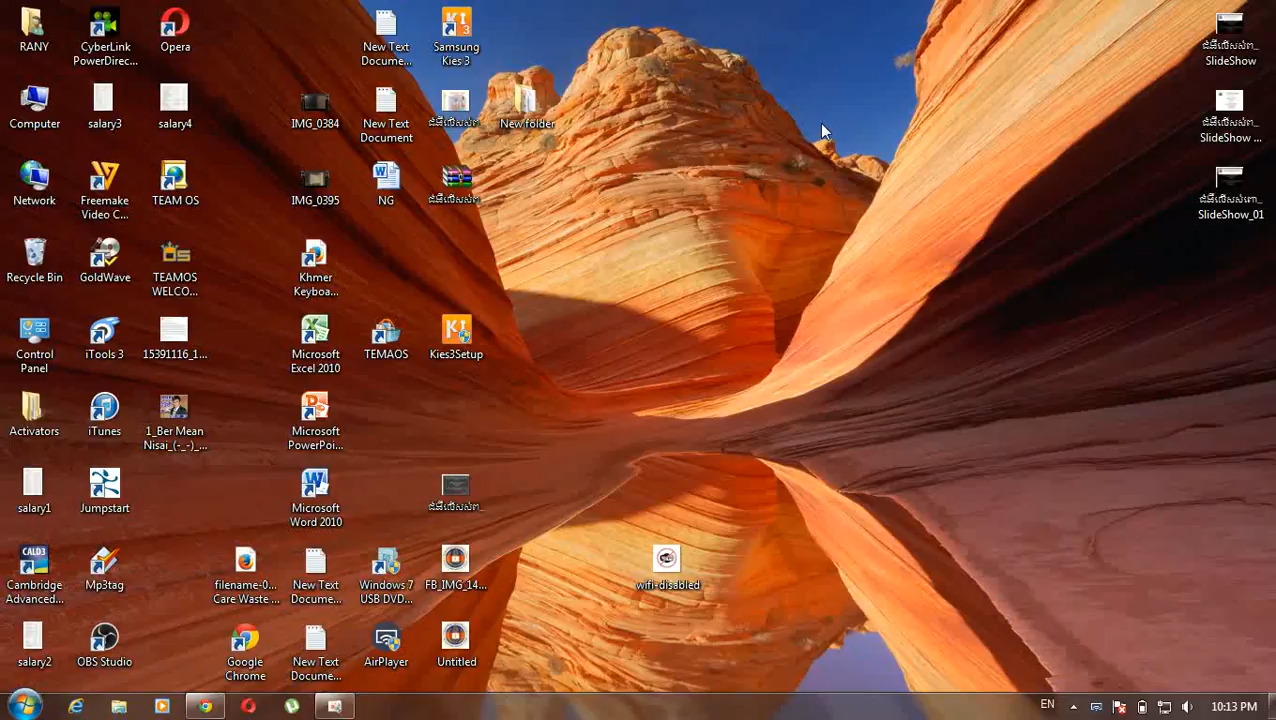 RANY
CyberLink
PowerDirec...
Opera
New Text
Docume...
Samsung
Kies 3
SlideShow
Computer
salary3
salary4
IMG_0384
New Text
Document
New folder
SlideShow ...
Network
Freemake
Video C...
TEAM OS
IMG_0395
NG
SlideShow_01
Recycle Bin
GoldWave
TEAMOS
WELCO...
Khmer
Keyboa...
Control
Panel
iTools 3
15391116_1...
Microsoft
Excel 2010
TEMAOS
Kies3Setup
Activators
iTunes
1_Ber Mean
Nisai_(-_-)_...
Microsoft
PowerPoi...
salary1
Jumpstart
Microsoft
Word 2010
CALD3
Cambridge
Advanced...
Mp3tag
filename-0...
Care Waste ...
New Text
Docume...
Windows 7
USB DVD...
FB_IMG_14...
wifi-disabled
salary2
OBS Studio
Google
Chrome
New Text
Docume...
AirPlayer
Untitled
EN
10:13 PM